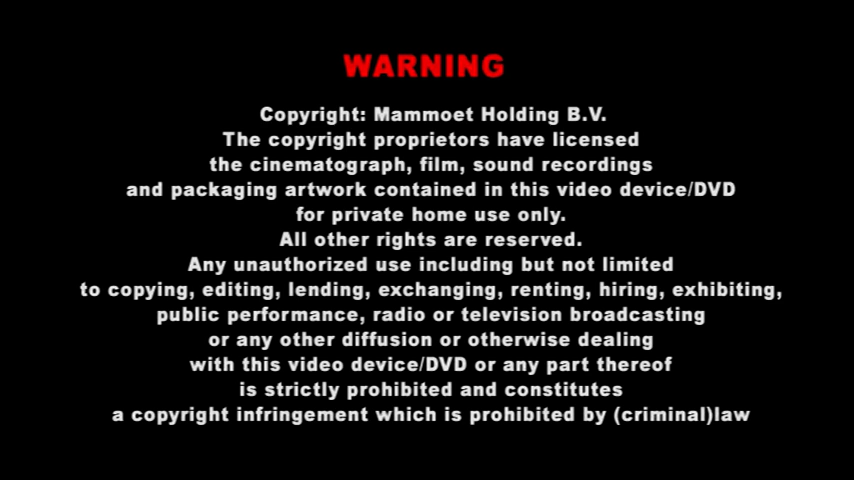 WARNING
Copyright: Mammoet Holding B.V.
The copyright proprietors have licensed
the cinematograph, film, sound recordings
and packaging artwork contained in this video device/DVD
for private home use only.
All other rights are reserved.
Any unauthorized use including but not limited
to copying, editing, lending, exchanging, renting, hiring, exhibiting,
public performance, radio or television broadcasting
or any other diffusion or otherwise dealing
with this video device/DVD or any part thereof
is strictly prohibited and constitutes
a copyright infringement which is prohibited by (criminal)law